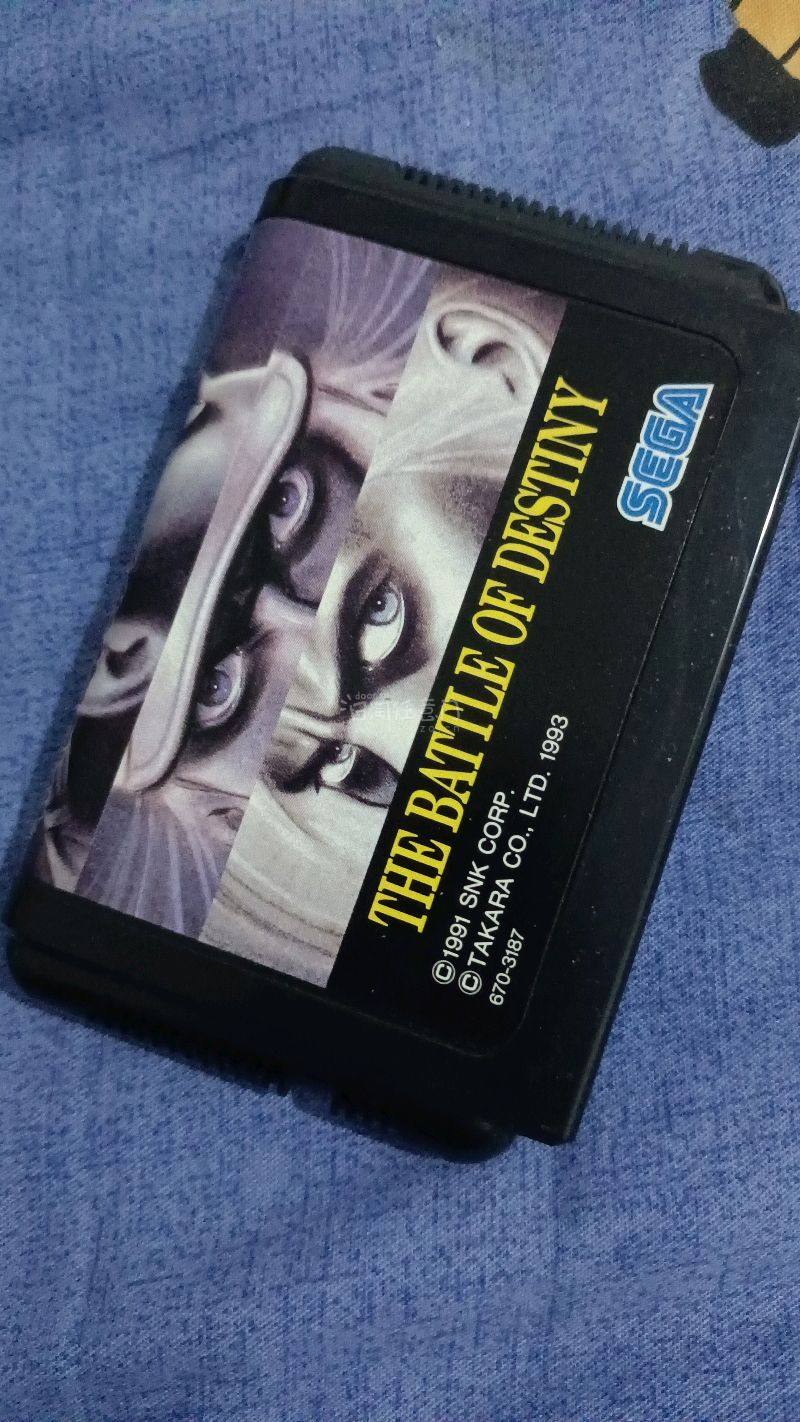 SEGA
THE BATTLE OF DESTINY
©1991 SNK CORP.
©TAKARA CO., LTD. 1993
670-3187